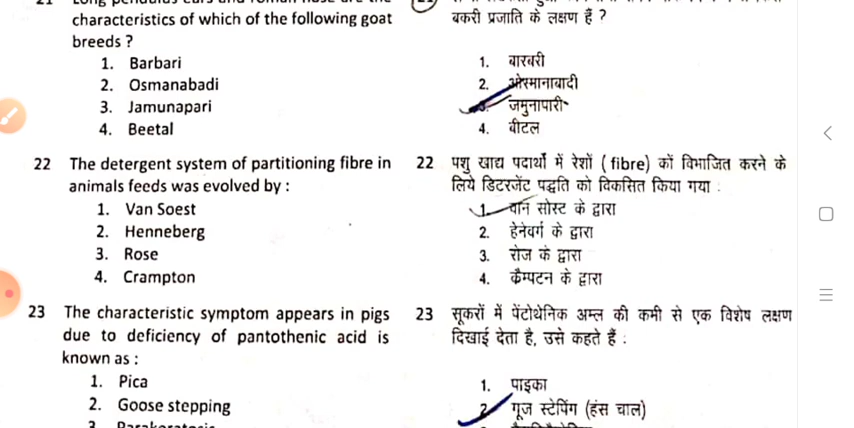 characteristics of which of the following goat
breeds ?
1. Barbari
2. Osmanabadi
3. Jamunapari
4. Beetal
22 The detergent system of partitioning fibre in
animals feeds was evolved by :
1. Van Soest
2. Henneberg
3. Rose
4. Crampton
23 The characteristic symptom appears in pigs
due to deficiency of pantothenic acid is
known as :
1. Pica
2. Goose stepping
बकरी प्रजाति के लक्षण हैं ?
1. बारबरी
2. ओस्मानाबादी
जमुनापारी
4. बीटल
22 पशु खाद्य पदार्थो में रेशों ( fibre) कों विभाजित करने के
लिये डिटरजेंट पद्धति को विकसित किया गया :
1. वॉन सोस्ट के द्वारा
2. हेनेवर्ग के द्वारा
3. रोज के द्वारा
4. कैम्पटन के द्वारा
23 सूकरों में पेंटोथेनिक अम्ल की कमी से एक विशेष लक्षण
दिखाई देता है, उसे कहते हैं :
1. पाइका
2. गूज स्टेपिंग (हंस चाल)